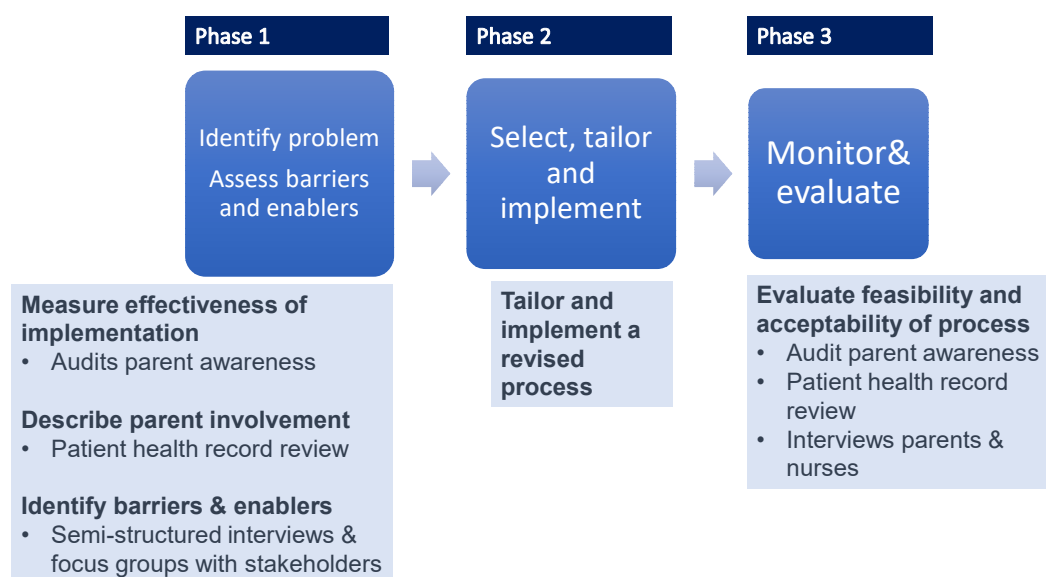 Phase 1
Identify problem
Assess barriers
and enablers
Measure effectiveness of
implementation
• Audits parent awareness
Describe parent involvement
• Patient health record review
Identify barriers & enablers
• Semi-structured interviews &
focus groups with stakeholders
Phase 2
Select, tailor
and
implement
Tailor and
implement a
revised
process
Phase 3
Monitor&
evaluate
Evaluate feasibility and
acceptability of process
• Audit parent awareness
• Patient health record
review
• Interviews parents &
nurses